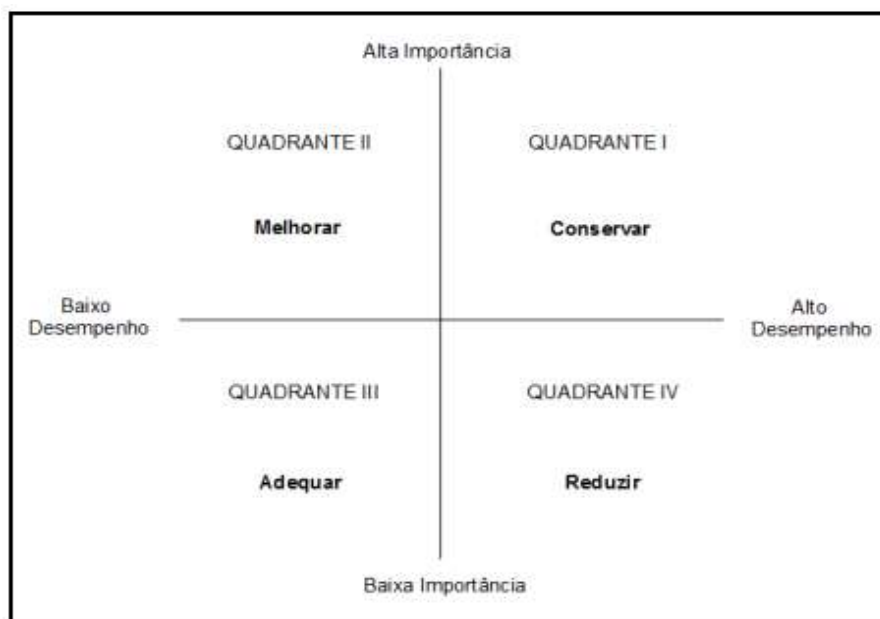 Alta Importância
QUADRANTE II
QUADRANTE I
Melhorar
Conservar
Baixo
Desempenho
Alto
Desempenho
QUADRANTE III
QUADRANTE IV
Adequar
Reduzir
Baixa Importância